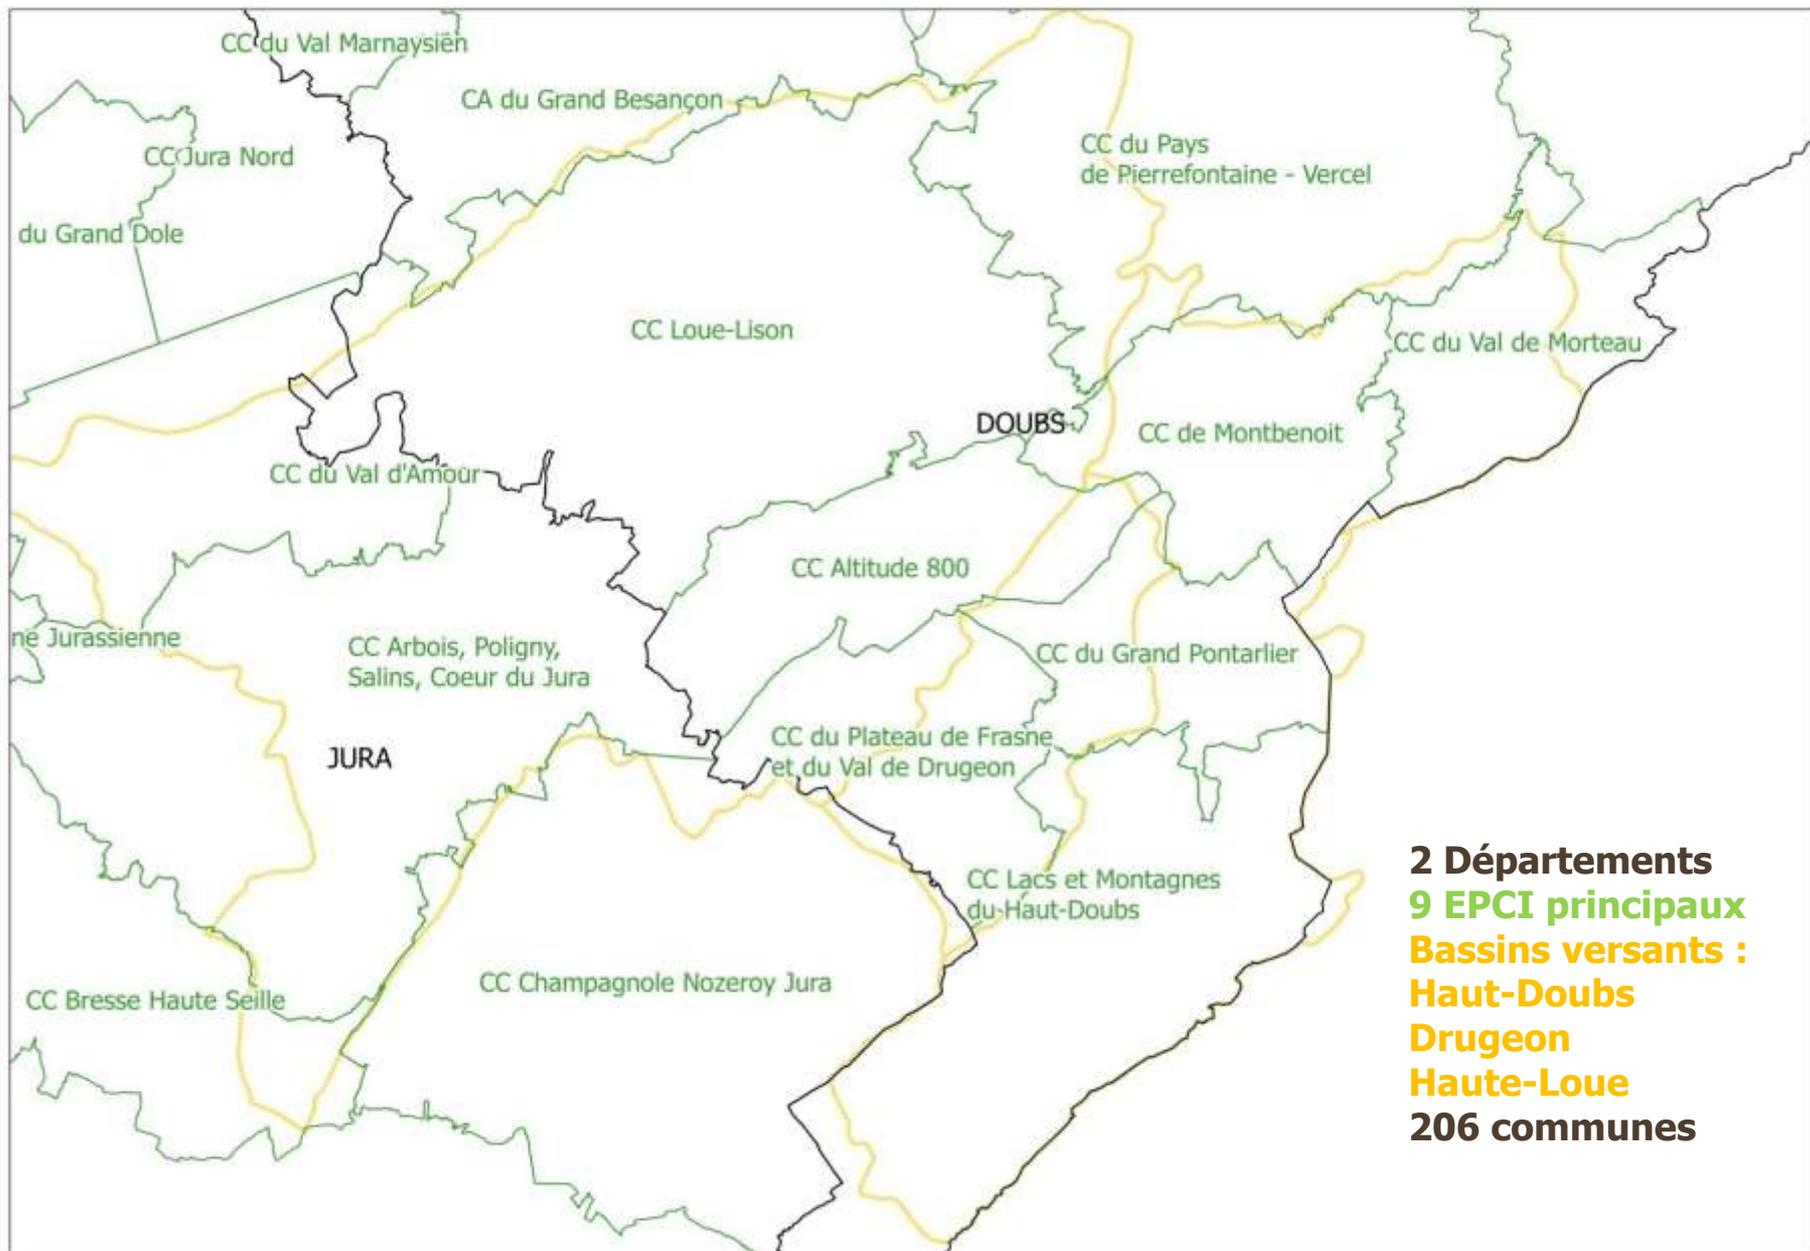 CC du Val Marnaysien
CA du Grand Besançon
CC Jura Nord
CC du Pays
de Pierrefontaine - Vercel
du Grand Dole
CC Loue-Lison
CC du Val de Morteau
DOUBS
CC de Montbenoit
CC du Val d'Amour
CC Altitude 800
ne Jurassienne
CC Arbois, Poligny,
Salins, Coeur du Jura
CC du Grand Pontarlier
JURA
CC du Plateau de Frasne
et du Val de Drugeon
CC Lacs et Montagnes
du Haut-Doubs
CC Champagnole Nozeroy Jura
CC Bresse Haute Seille
2 Départements
9 EPCI principaux
Bassins versants :
Haut-Doubs
Drugeon
Haute-Loue
206 communes